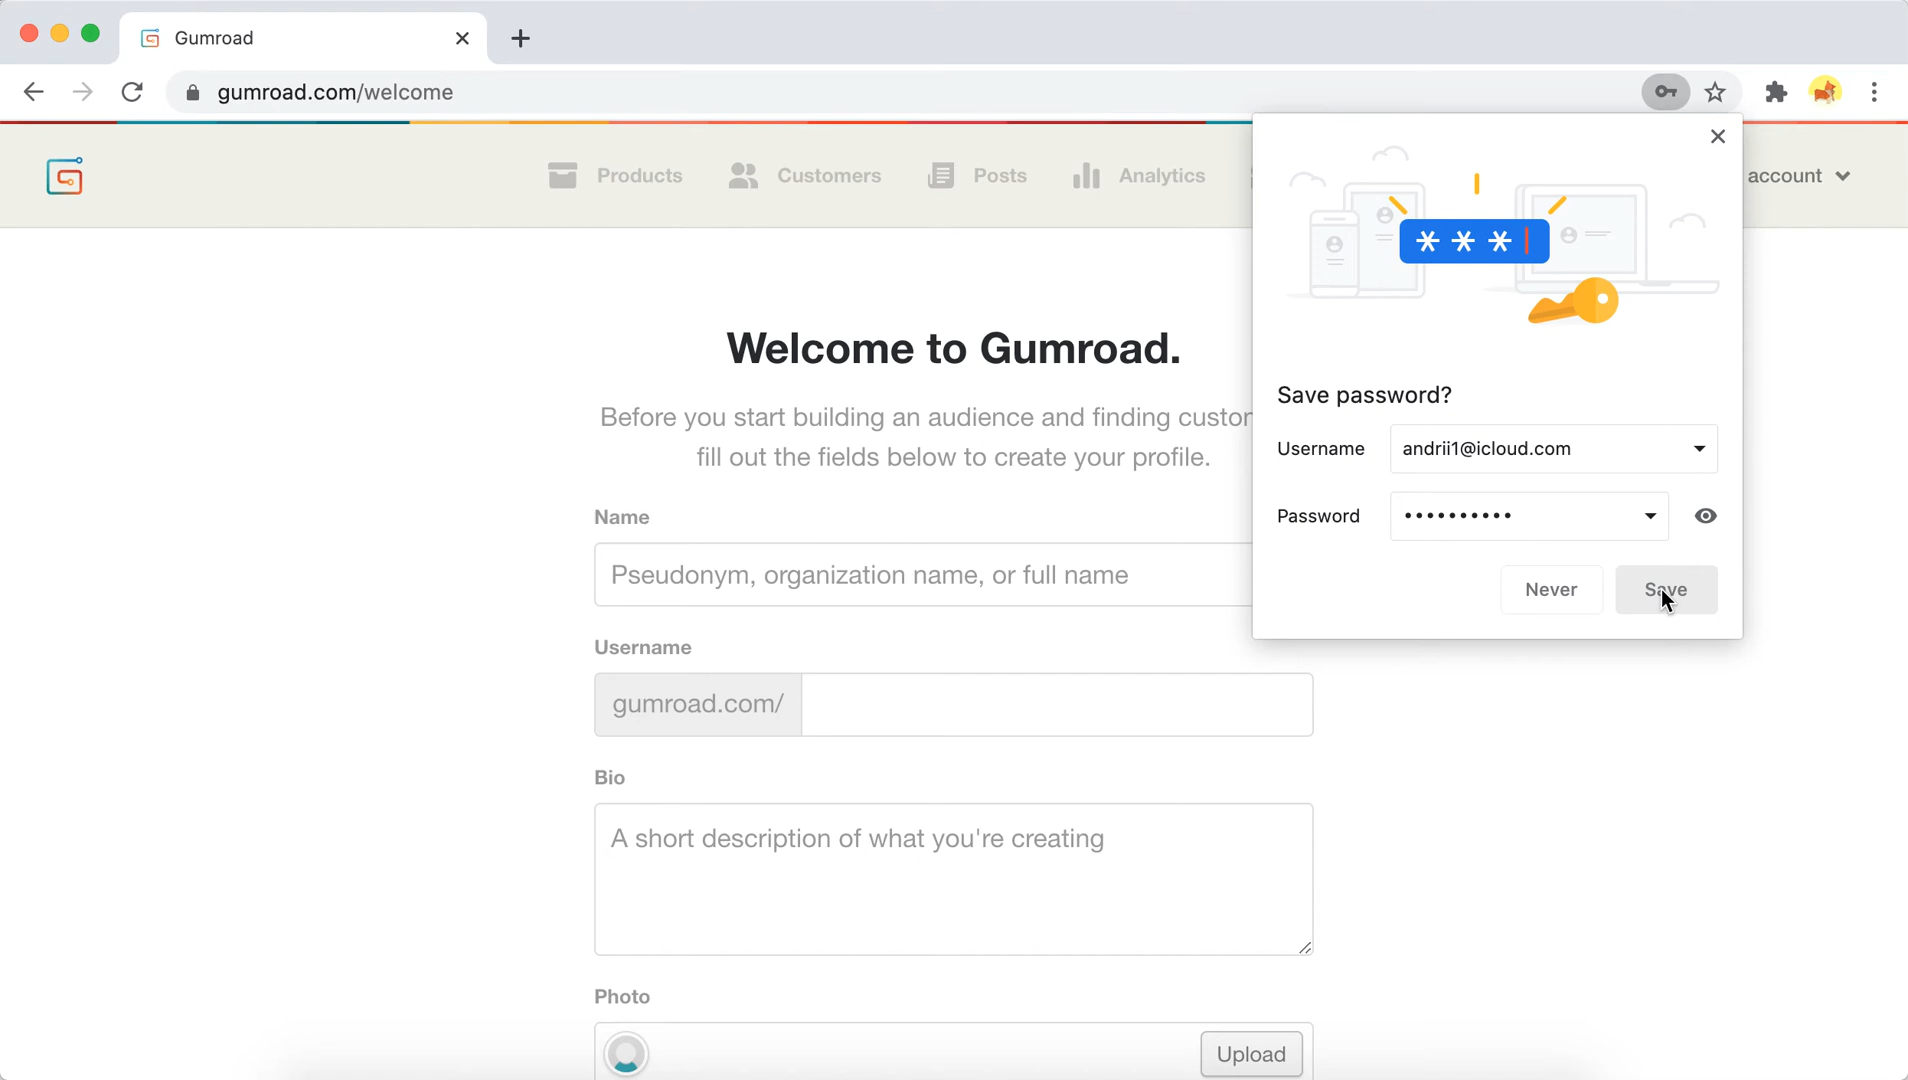 Gumroad
gumroad.com/welcome
Products
Customers
Posts
Analytics
account
* * *
Welcome to Gumroad.
Before you start building an audience and finding
fill out the fields below to create your profile.
Name
Pseudonym, organization name, or full name
Username
gumroad.com/
Bio
A short description of what you're creating
Photo
Upload
Save password?
Username
andrii1@icloud.com
Password
••••••••••
Never
Save